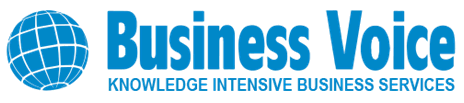 Business Voice
KNOWLEDGE INTENSIVE BUSINESS SERVICES